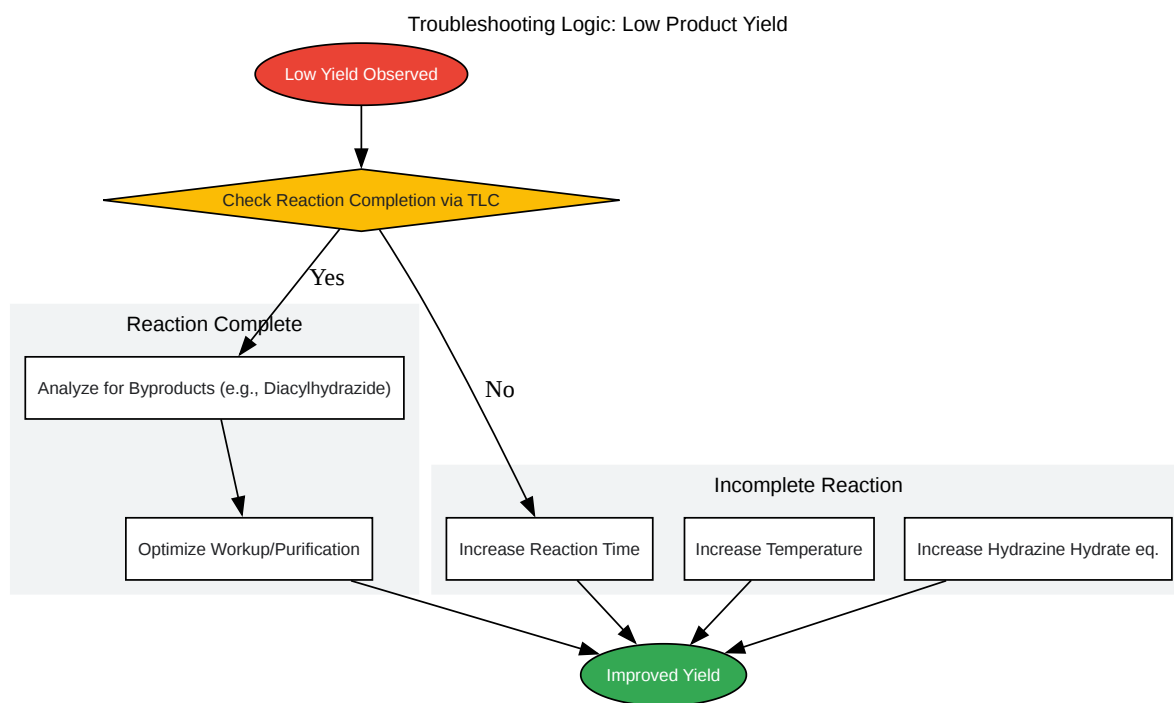 Troubleshooting Logic: Low Product Yield
Low Yield Observed
Check Reaction Completion via TLC
Yes
Reaction Complete
Analyze for Byproducts (e.g., Diacylhydrazide)
No
Incomplete Reaction
Optimize Workup/Purification
Increase Reaction Time
Increase Temperature
Increase Hydrazine Hydrate eq.
Improved Yield